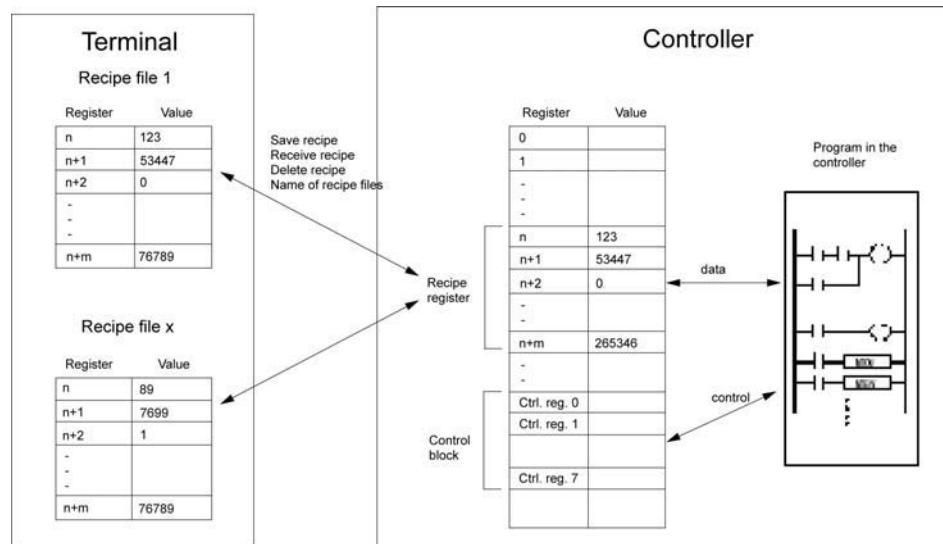 Terminal
Recipe file 1
Register Value
n 123
n+1 53447
n+2 0
-
-
-
n+m 76789
Recipe file x
Register Value
n 89
n+1 7699
n+2 1
-
-
-
n+m 76789
Save recipe
Receive recipe
Delete recipe
Name of recipe files
Controller
Register Value
0
1
-
-
-
n 123
n+1 53447
n+2 0
-
-
n+m 265346
-
-
Ctrl. reg. 0
Ctrl. reg. 1
Ctrl. reg. 7
Recipe
register
Control
block
data
control
Program in the
controller